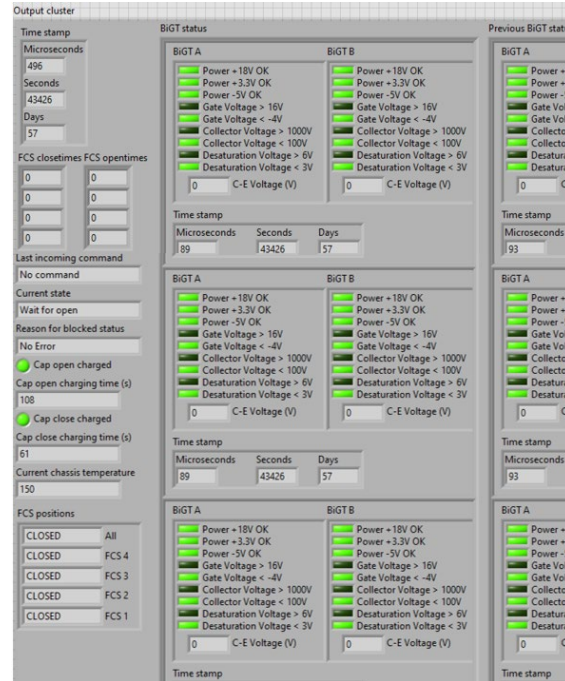 Output cluster
Time stamp
Microseconds
496
Seconds
43426
Days
57
FCS closetimes FCS opentimes
0 0
0 0
0 0
0 0
Last incoming command
No command
Current state
Wait for open
Reason for blocked status
No Error
Cap open charged
Cap open charging time (s)
108
Cap close charged
Cap close charging time (s)
61
Current chassis temperature
150
FCS positions
CLOSED All
CLOSED FCS 4
CLOSED FCS 3
CLOSED FCS 2
CLOSED FCS 1
BiGT status
BiGT A
Power +18V OK
Power +3.3V OK
Power -5V OK
Gate Voltage > 16V
Gate Voltage < -4V
Collector Voltage > 1000V
Collector Voltage < 100V
Desaturation Voltage > 6V
Desaturation Voltage < 3V
0 C-E Voltage (V)
BiGT B
Power +18V OK
Power +3.3V OK
Power -5V OK
Gate Voltage > 16V
Gate Voltage < -4V
Collector Voltage > 1000V
Collector Voltage < 100V
Desaturation Voltage > 6V
Desaturation Voltage < 3V
0 C-E Voltage (V)
Time stamp
Microseconds Seconds Days
89 43426 57
BiGT A
Power +18V OK
Power +3.3V OK
Power -5V OK
Gate Voltage > 16V
Gate Voltage < -4V
Collector Voltage > 1000V
Collector Voltage < 100V
Desaturation Voltage > 6V
Desaturation Voltage < 3V
0 C-E Voltage (V)
BiGT B
Power +18V OK
Power +3.3V OK
Power -5V OK
Gate Voltage > 16V
Gate Voltage < -4V
Collector Voltage > 1000V
Collector Voltage < 100V
Desaturation Voltage > 6V
Desaturation Voltage < 3V
0 C-E Voltage (V)
Time stamp
Microseconds Seconds Days
89 43426 57
BiGT A
Power +18V OK
Power +3.3V OK
Power -5V OK
Gate Voltage > 16V
Gate Voltage < -4V
Collector Voltage > 1000V
Collector Voltage < 100V
Desaturation Voltage > 6V
Desaturation Voltage < 3V
0 C-E Voltage (V)
BiGT B
Power +18V OK
Power +3.3V OK
Power -5V OK
Gate Voltage > 16V
Gate Voltage < -4V
Collector Voltage > 1000V
Collector Voltage < 100V
Desaturation Voltage > 6V
Desaturation Voltage < 3V
0 C-E Voltage (V)
Time stamp
Previous BiGT
BiGT A
Power
Power
Power
Gate
Gate
0
Time stamp
Microseconds
93
BiGT A
Power
Power
Power
Gate
Gate
0
Time stamp
Microseconds
93
BiGT A
Power
Power
Power
Gate
Gate
0
Time stamp